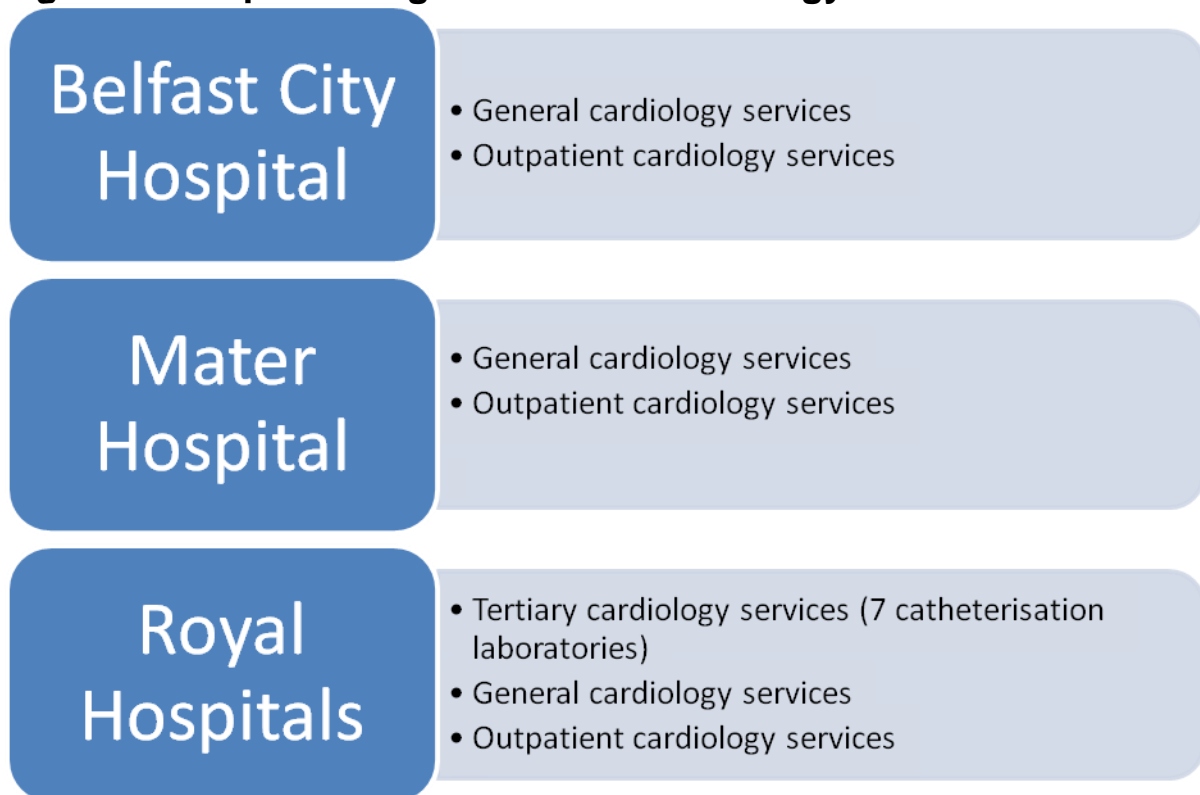 Belfast City
Hospital
• General cardiology services
• Outpatient cardiology services
Mater
Hospital
• General cardiology services
• Outpatient cardiology services
Royal
Hospitals
• Tertiary cardiology services (7 catheterisation
laboratories)
• General cardiology services
• Outpatient cardiology services